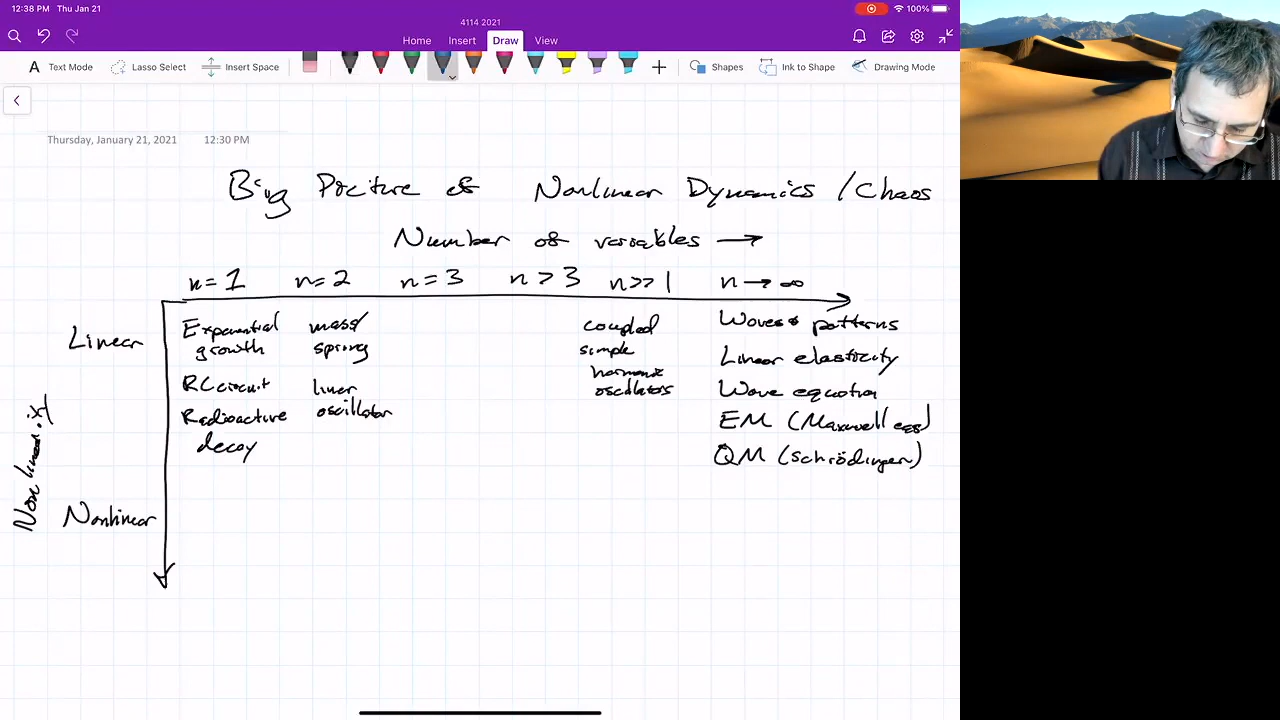 12:38 PM Thu Jan 21
100%
4114 2021
Home Insert Draw View
Text Mode Lasso Select Insert Space Shapes Ink to Shape Drawing Mode
Thursday, January 21, 2021 12:30 PM
Big Picture of Nonlinear Dynamics / Chaos
Number of variables →
n = 1 n = 2 n = 3 n > 3 n >> 1 n → ∞
Linear
Exponential
growth
RC circuit
Radioactive
decay
mass/
spring
liner
oscillator
coupled
simple
harmonic
oscillators
Waves & patterns
Linear elasticity
Wave equation
EM (Maxwell eqs)
QM (Schrödinger)
Nonlinearity
Nonlinear